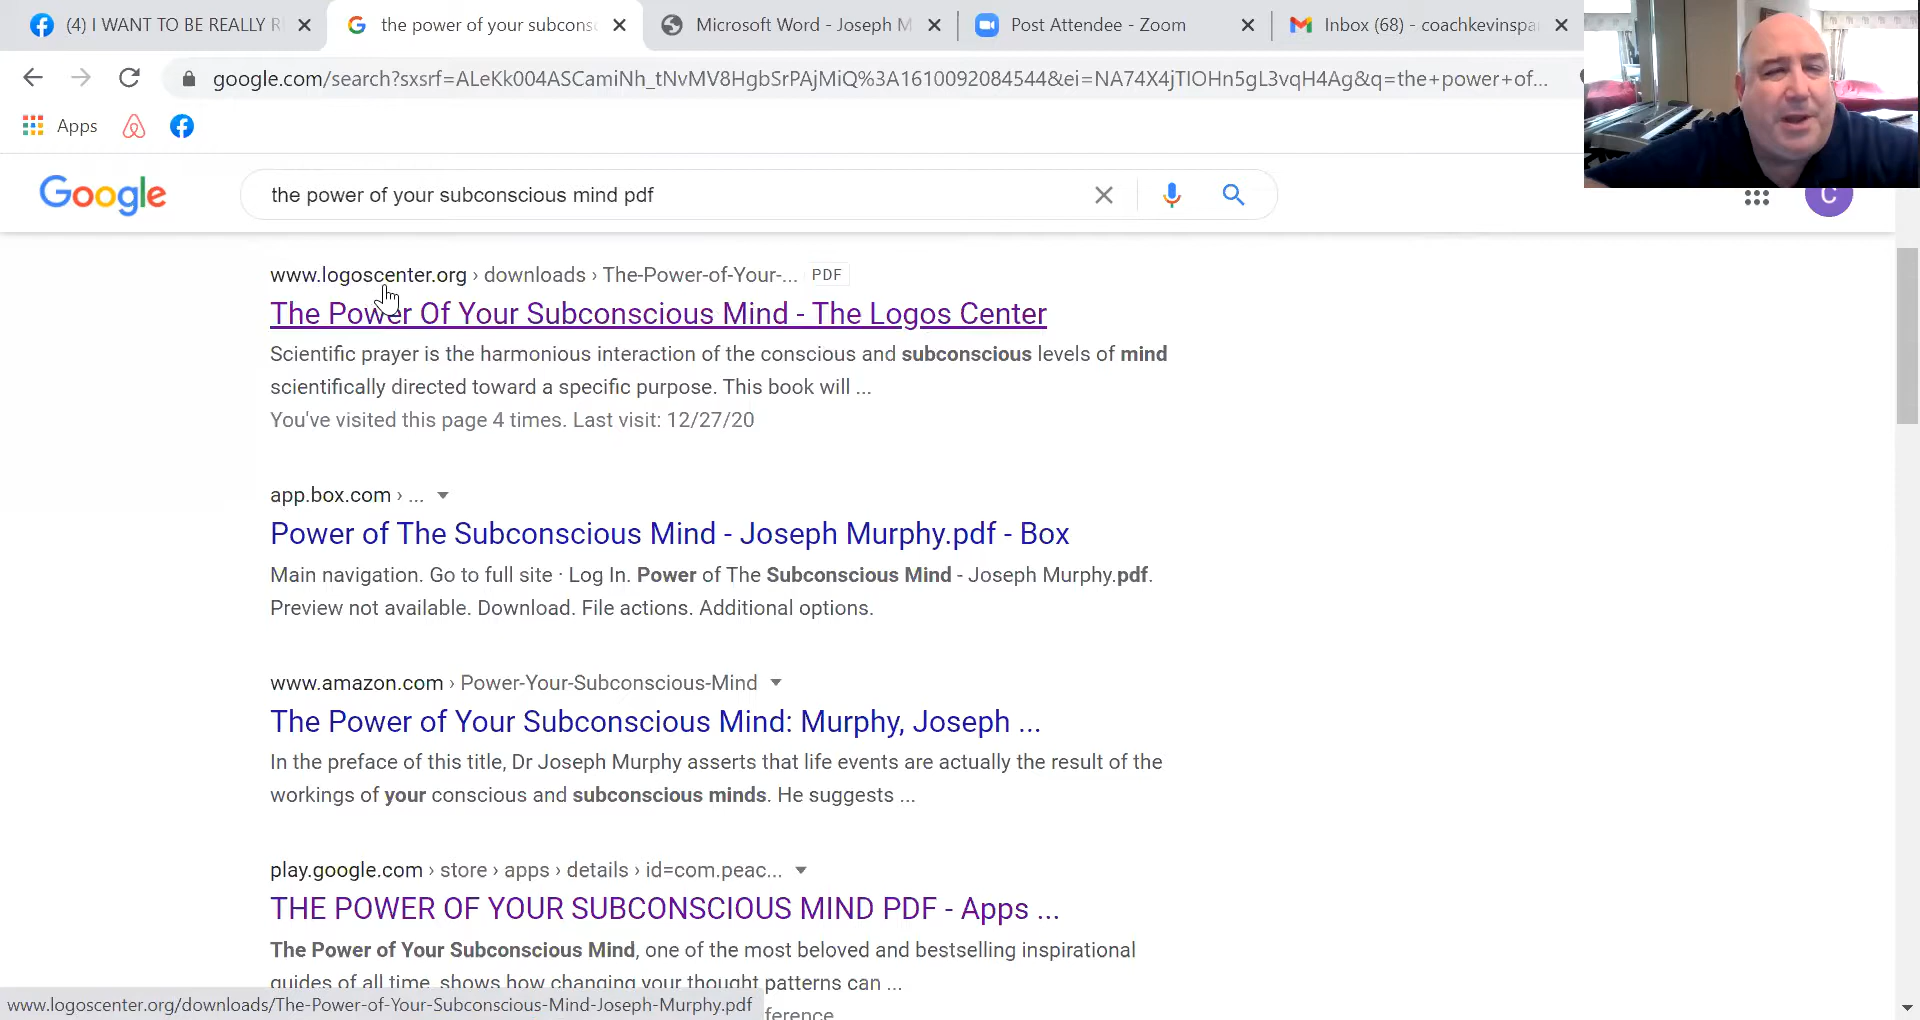 (4) I WANT TO BE REALLY R
the power of your subcons
Microsoft Word - Joseph M
Post Attendee - Zoom
Inbox (68) - coachkevinspa
google.com/search?sxsrf=ALeKk004ASCamiNh_tNvMV8HgbSrPAjMiQ%3A1610092084544&ei=NA74X4jTIOHn5gL3vqH4Ag&q=the+power+of...
Apps
Google
the power of your subconscious mind pdf
C
www.logoscenter.org › downloads › The-Power-of-Your-... PDF
The Power Of Your Subconscious Mind - The Logos Center
Scientific prayer is the harmonious interaction of the conscious and subconscious levels of mind
scientifically directed toward a specific purpose. This book will ...
You've visited this page 4 times. Last visit: 12/27/20
app.box.com › ...
Power of The Subconscious Mind - Joseph Murphy.pdf - Box
Main navigation. Go to full site · Log In. Power of The Subconscious Mind - Joseph Murphy.pdf.
Preview not available. Download. File actions. Additional options.
www.amazon.com › Power-Your-Subconscious-Mind
The Power of Your Subconscious Mind: Murphy, Joseph ...
In the preface of this title, Dr Joseph Murphy asserts that life events are actually the result of the
workings of your conscious and subconscious minds. He suggests ...
play.google.com › store › apps › details › id=com.peac...
THE POWER OF YOUR SUBCONSCIOUS MIND PDF - Apps ...
The Power of Your Subconscious Mind, one of the most beloved and bestselling inspirational
guides of all time, shows how changing your thought patterns can ...
www.logoscenter.org/downloads/The-Power-of-Your-Subconscious-Mind-Joseph-Murphy.pdf